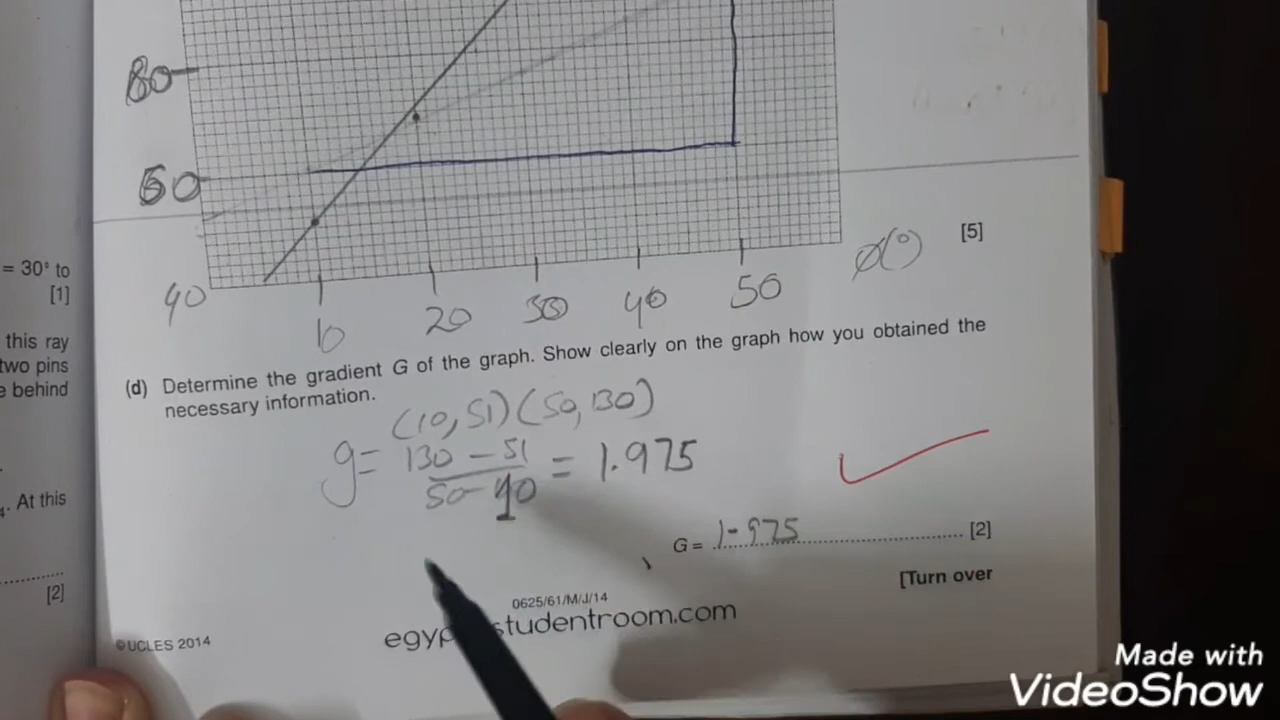 80
60
40
10 20 30 40 50 φ(°)
[5]
= 30° to
[1]
this ray
two pins
behind
. At this
[2]
(d) Determine the gradient G of the graph. Show clearly on the graph how you obtained the
necessary information.
(10,51)(50,130)
g= 130 - 51 / 50-10 = 1.975
G= 1.975 [2]
[Turn over
0625/61/M/J/14
©UCLES 2014
Made with
VideoShow